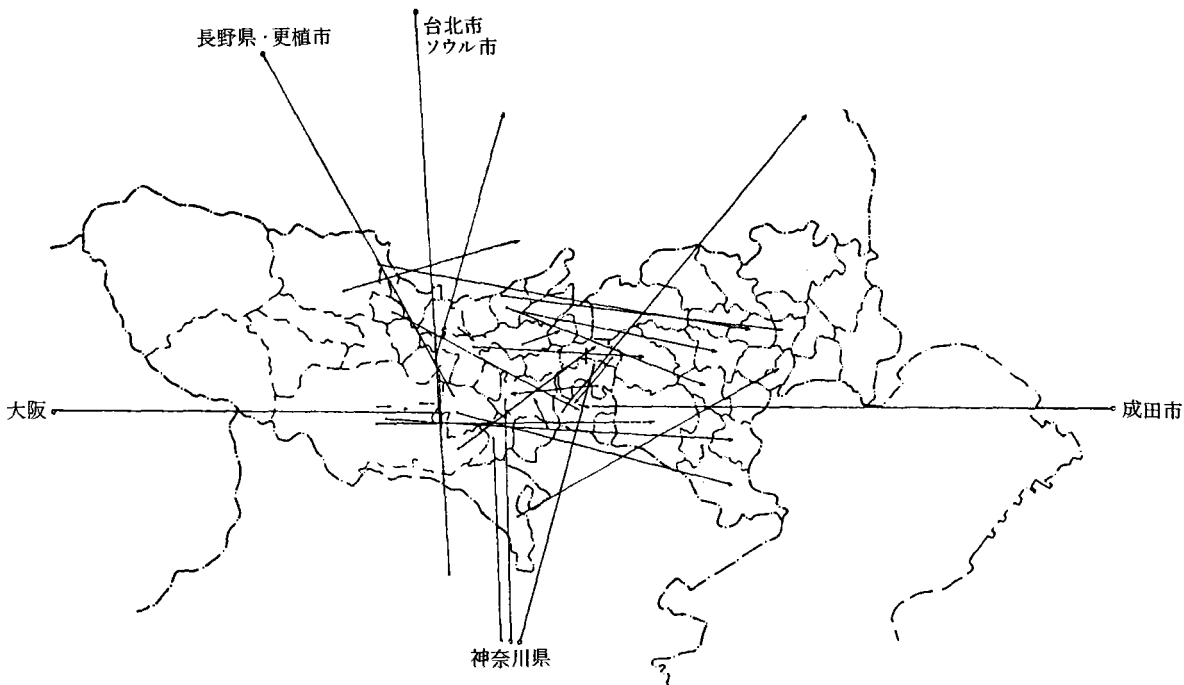 台北市
ソウル市
長野県・更植市
大阪
成田市
神奈川県